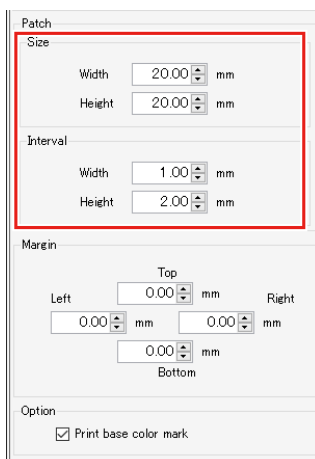 Patch
Size
Width 20.00 mm
Height 20.00 mm
Interval
Width 1.00 mm
Height 2.00 mm
Margin
Top
Left 0.00 mm Right
0.00 mm 0.00 mm
0.00 mm
Bottom
Option
Print base color mark